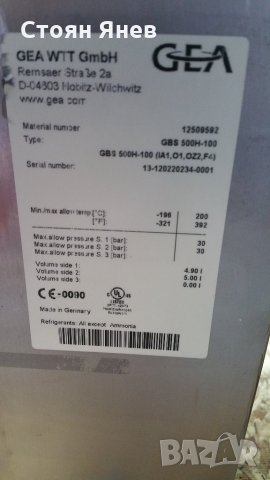 Стоян Янев
GEA WTT GmbH
Remsaer Straße 2a
D-04603 Nobitz-Wilchwitz
www.gea.com
GEA
Material number 12509592
Type: GBS 500H-100
GBS 500H-100 (IA1,O1,OZ2,F4)
Serial number: 13-120220234-0001
Min./max allow temp.[°C]: -196 200
[°F]: -321 392
Max.allow pressure S. 1 [bar]: 30
Max.allow pressure S. 2 [bar]: 30
Max.allow pressure S. 3 [bar]:
Volume side 1: 4.90 l
Volume side 2: 5.00 l
Volume side 3: 0.00 l
CE-0090
Made in Germany
Refrigerants: All except Ammonia
BAZAR